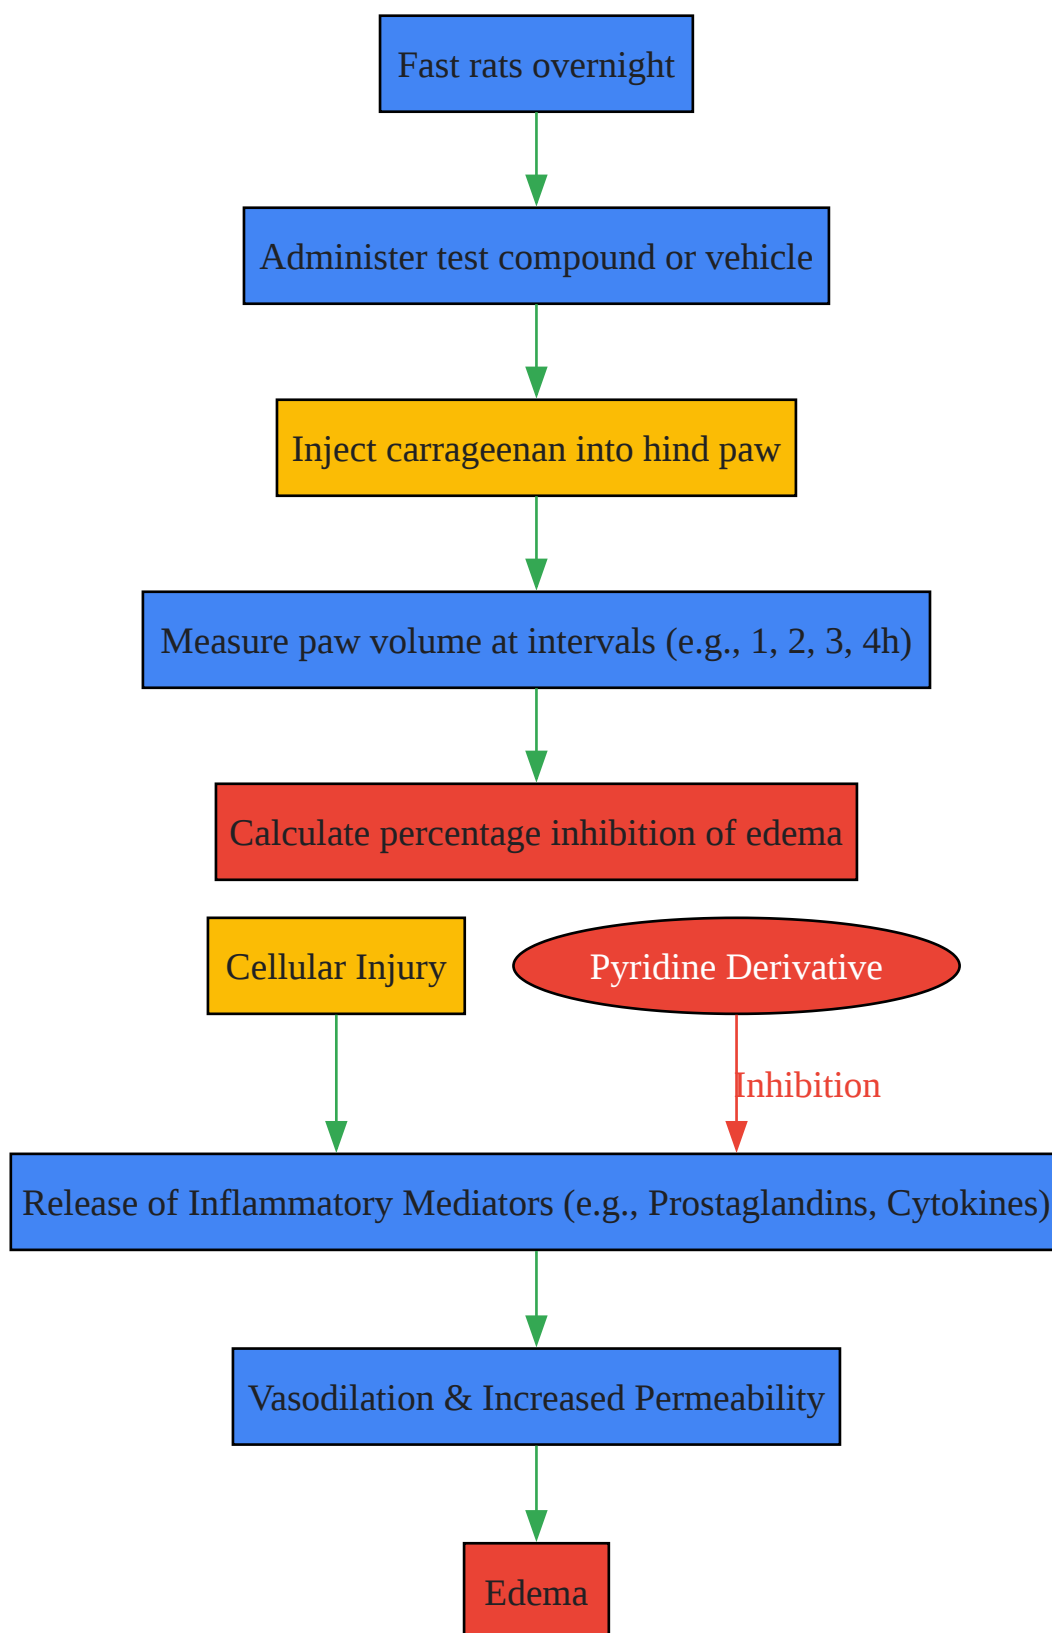 Fast rats overnight
Administer test compound or vehicle
Inject carrageenan into hind paw
Measure paw volume at intervals (e.g., 1, 2, 3, 4h)
Calculate percentage inhibition of edema
Cellular Injury
Pyridine Derivative
Inhibition
Release of Inflammatory Mediators (e.g., Prostaglandins, Cytokines)
Vasodilation & Increased Permeability
Edema